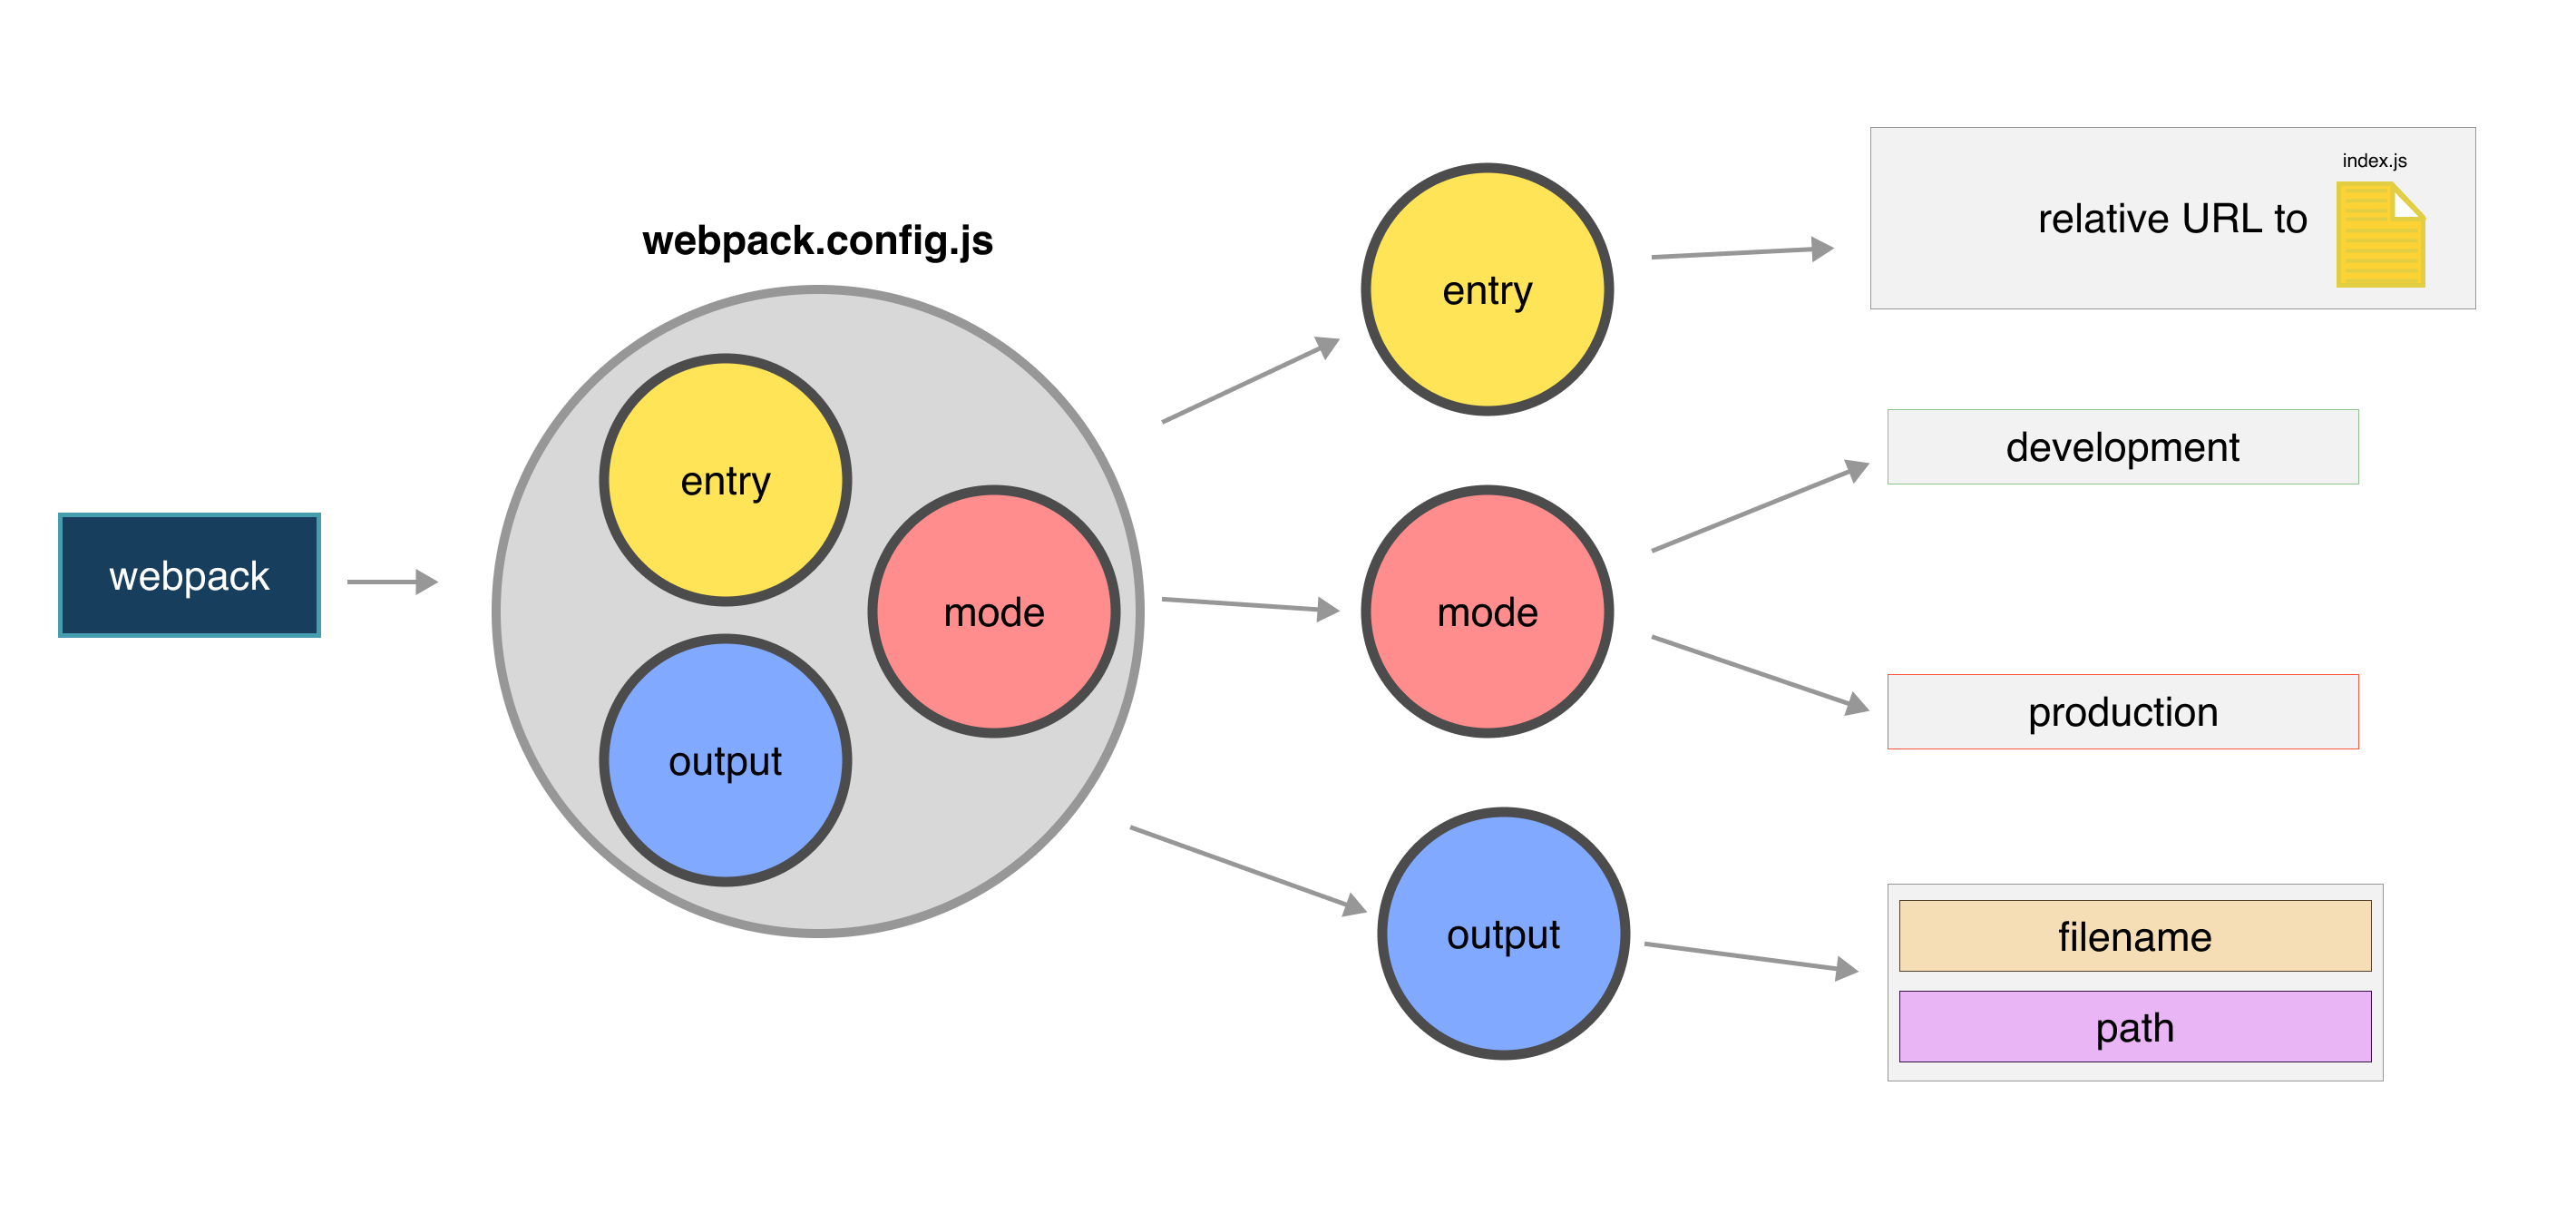 webpack
webpack.config.js
entry
mode
output
entry
mode
output
index.js
relative URL to
development
production
filename
path